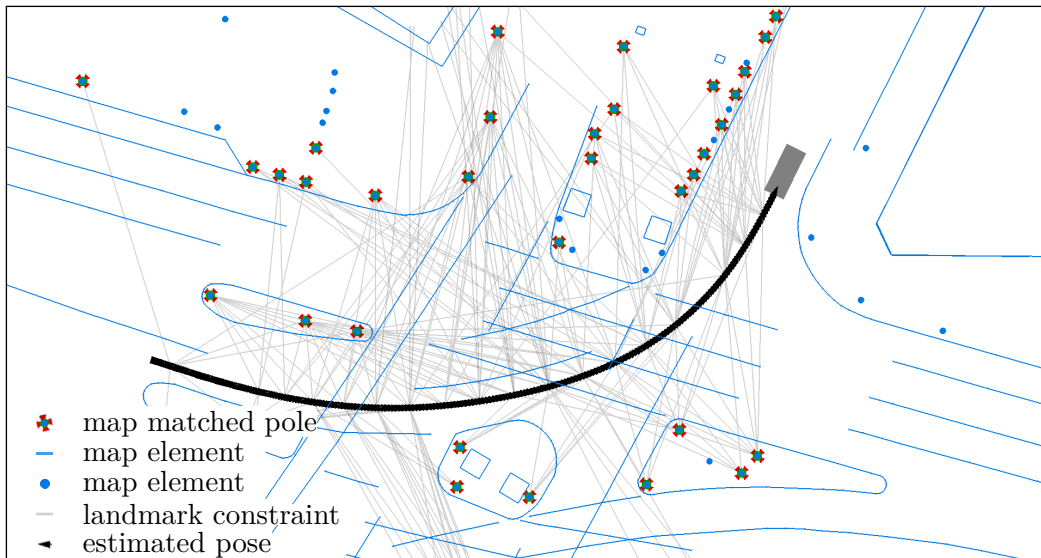 map matched pole
map element
map element
landmark constraint
estimated pose